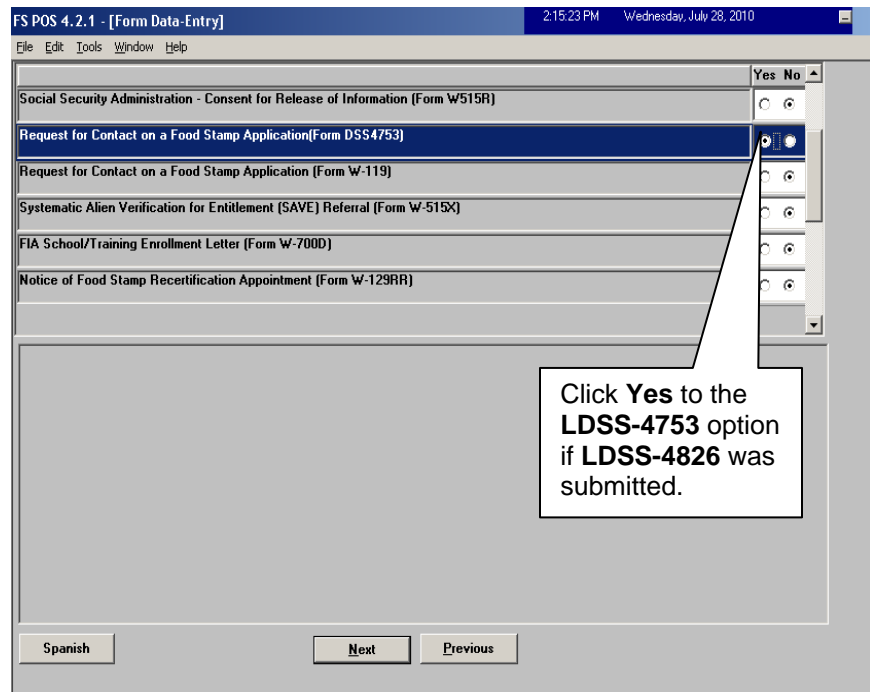 FS POS 4.2.1 - [Form Data-Entry] 2:15:23 PM Wednesday, July 28, 2010
File Edit Tools Window Help
Yes No
Social Security Administration - Consent for Release of Information (Form W515R)
Request for Contact on a Food Stamp Application(Form DSS4753)
Request for Contact on a Food Stamp Application (Form W-119)
Systematic Alien Verification for Entitlement (SAVE) Referral (Form W-515X)
FIA School/Training Enrollment Letter (Form W-700D)
Notice of Food Stamp Recertification Appointment (Form W-129RR)
Click Yes to the
LDSS-4753 option
if LDSS-4826 was
submitted.
Spanish Next Previous